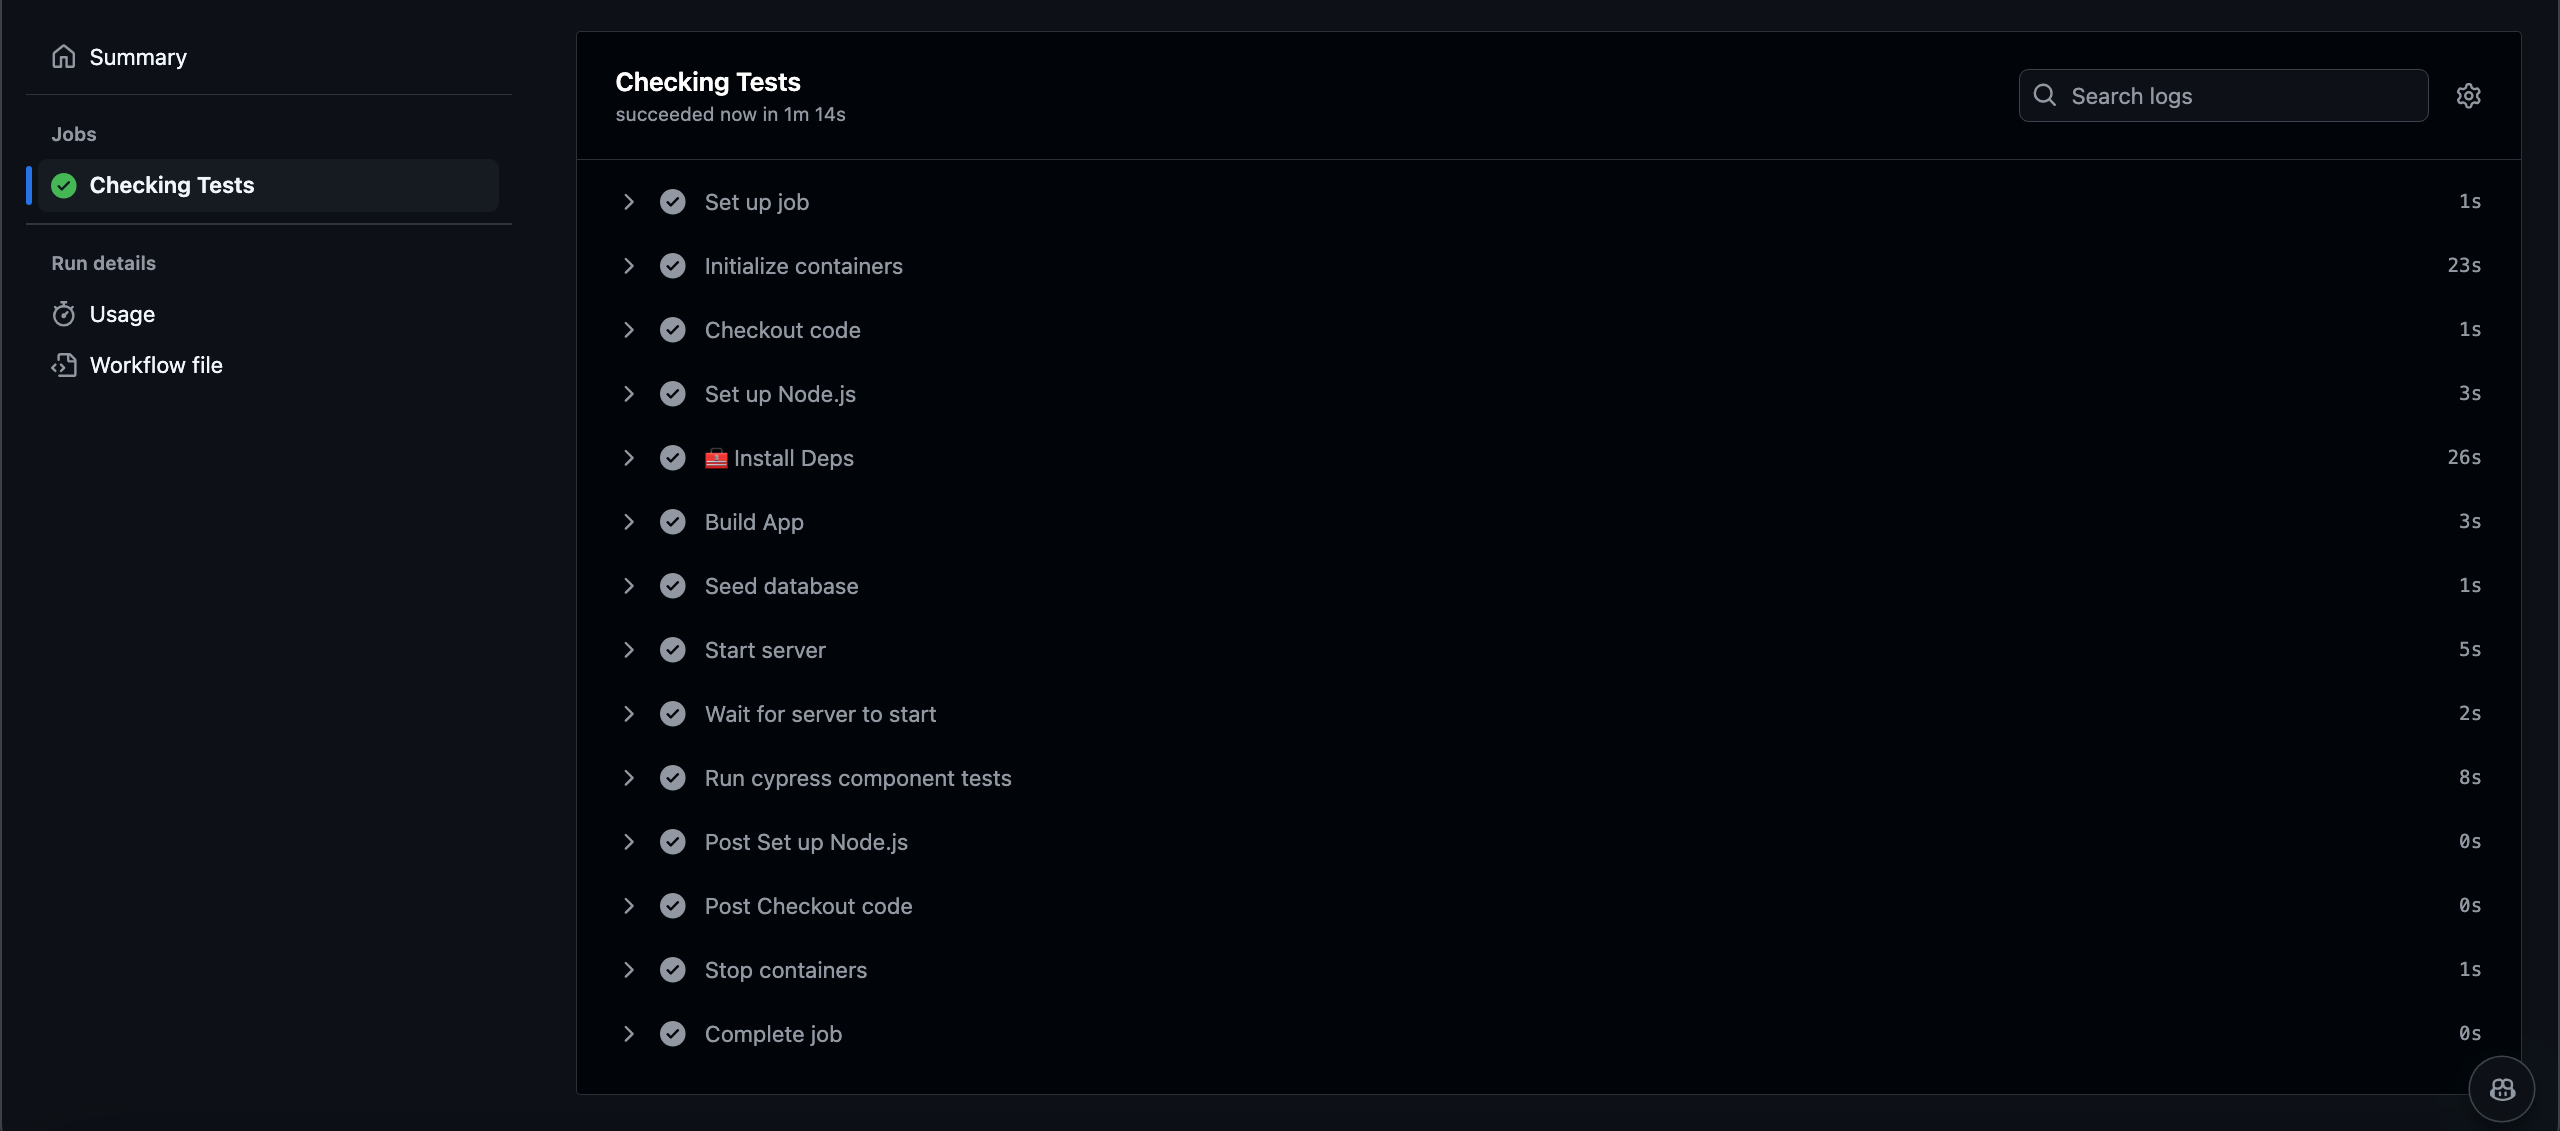 Summary
Jobs
Checking Tests
Run details
Usage
Workflow file
Checking Tests
succeeded now in 1m 14s
Search logs
Set up job 1s
Initialize containers 23s
Checkout code 1s
Set up Node.js 3s
🧰 Install Deps 26s
Build App 3s
Seed database 1s
Start server 5s
Wait for server to start 2s
Run cypress component tests 8s
Post Set up Node.js 0s
Post Checkout code 0s
Stop containers 1s
Complete job 0s